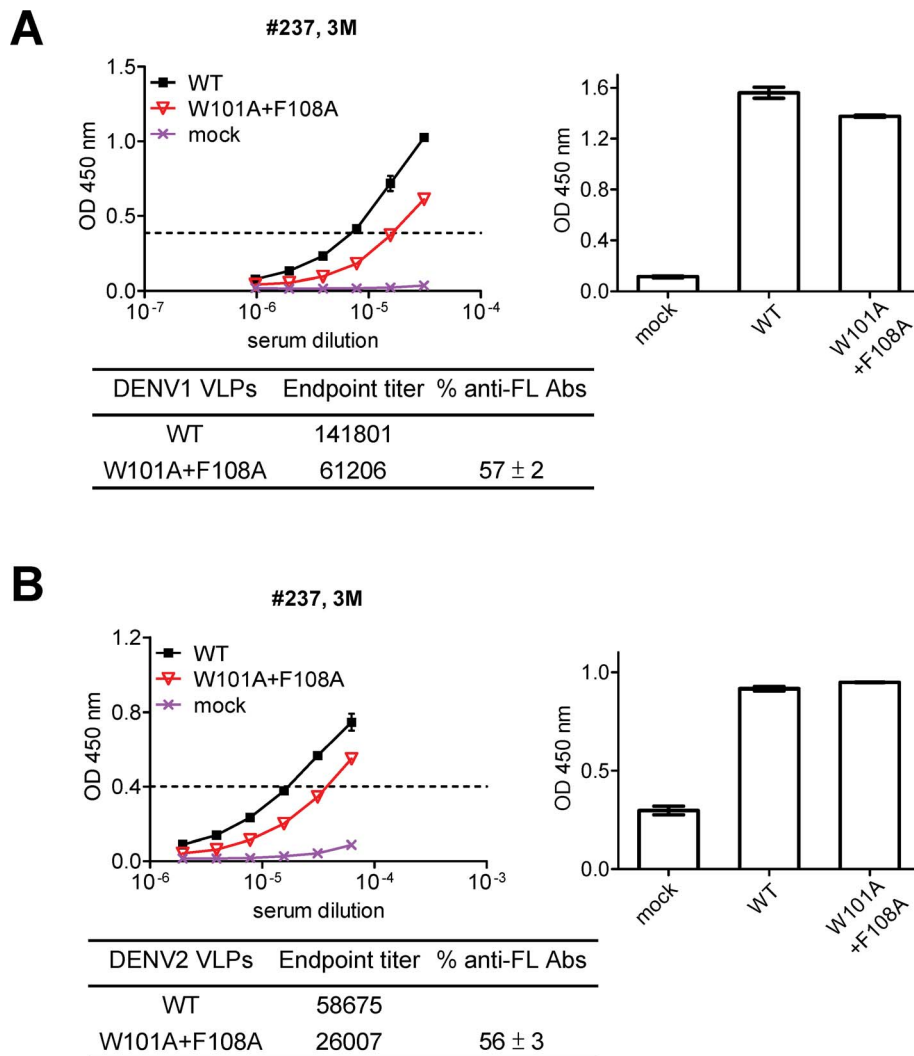 A
#237, 3M
1.5
1.0
0.5
0.0
OD 450 nm
WT
W101A+F108A
mock
10-7
10-6
10-5
10-4
serum dilution
1.6
1.2
0.8
0.4
0.0
OD 450 nm
mock
WT
W101A
+F108A
DENV1 VLPs Endpoint titer % anti-FL Abs
WT 141801
W101A+F108A 61206 57 ± 2
B
#237, 3M
1.2
0.8
0.4
0.0
OD 450 nm
WT
W101A+F108A
mock
10-6
10-5
10-4
10-3
serum dilution
1.0
0.5
0.0
OD 450 nm
mock
WT
W101A
+F108A
DENV2 VLPs Endpoint titer % anti-FL Abs
WT 58675
W101A+F108A 26007 56 ± 3